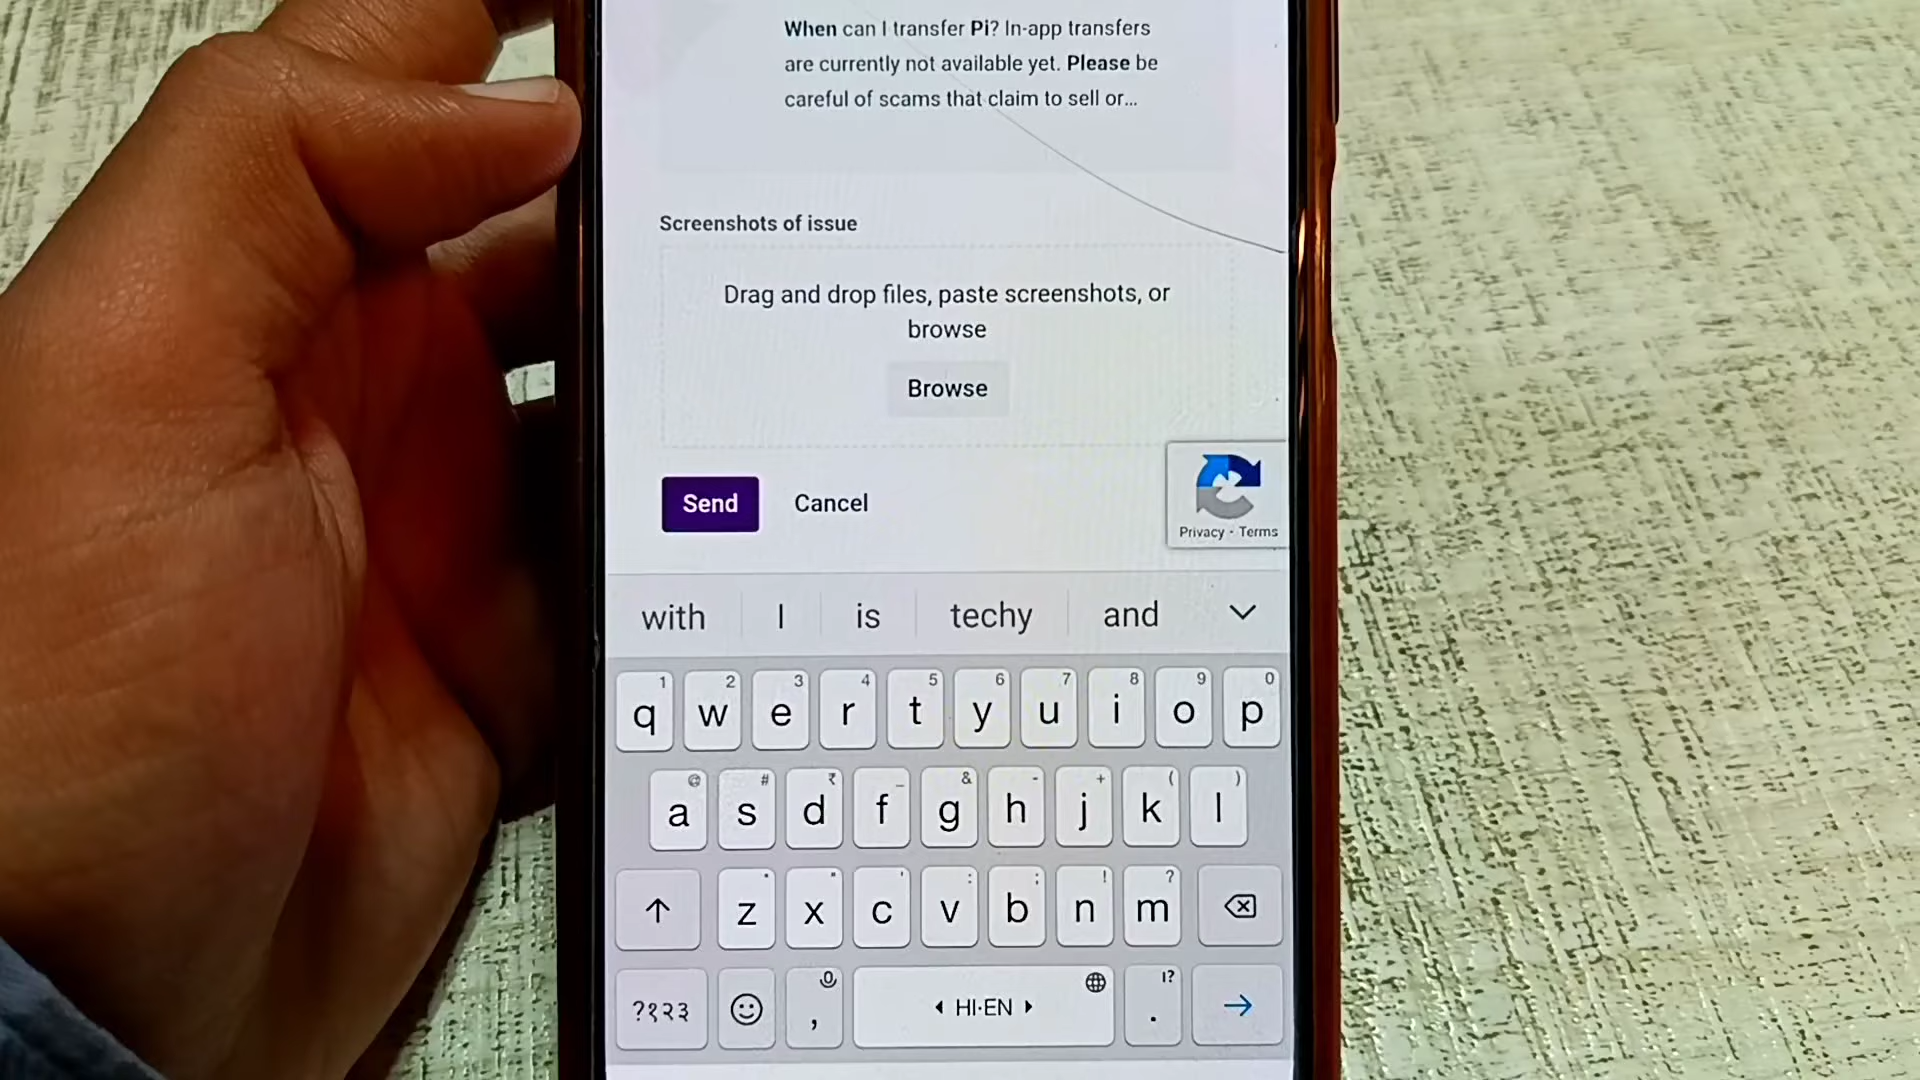 When can I transfer Pi? In-app transfers
are currently not available yet. Please be
careful of scams that claim to sell or...
Screenshots of issue
Drag and drop files, paste screenshots, or
browse
Browse
Send Cancel
Privacy - Terms
with I is techy and
1 2 3 4 5 6 7 8 9 0
q w e r t y u i o p
@ # ₹ _ & - + ( )
a s d f g h j k l
' : ; ! ?
z x c v b n m
!?
?१२३ , HI·EN .